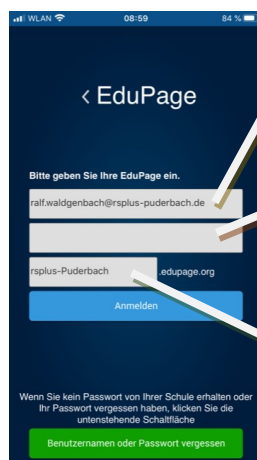 WLAN 08:59 84 %
< EduPage
Bitte geben Sie Ihre EduPage ein.
ralf.waldgenbach@rsplus-puderbach.de
rsplus-Puderbach .edupage.org
Anmelden
Wenn Sie kein Passwort von Ihrer Schule erhalten oder
Ihr Passwort vergessen haben, klicken Sie die
untenstehende Schaltfläche
Benutzernamen oder Passwort vergessen